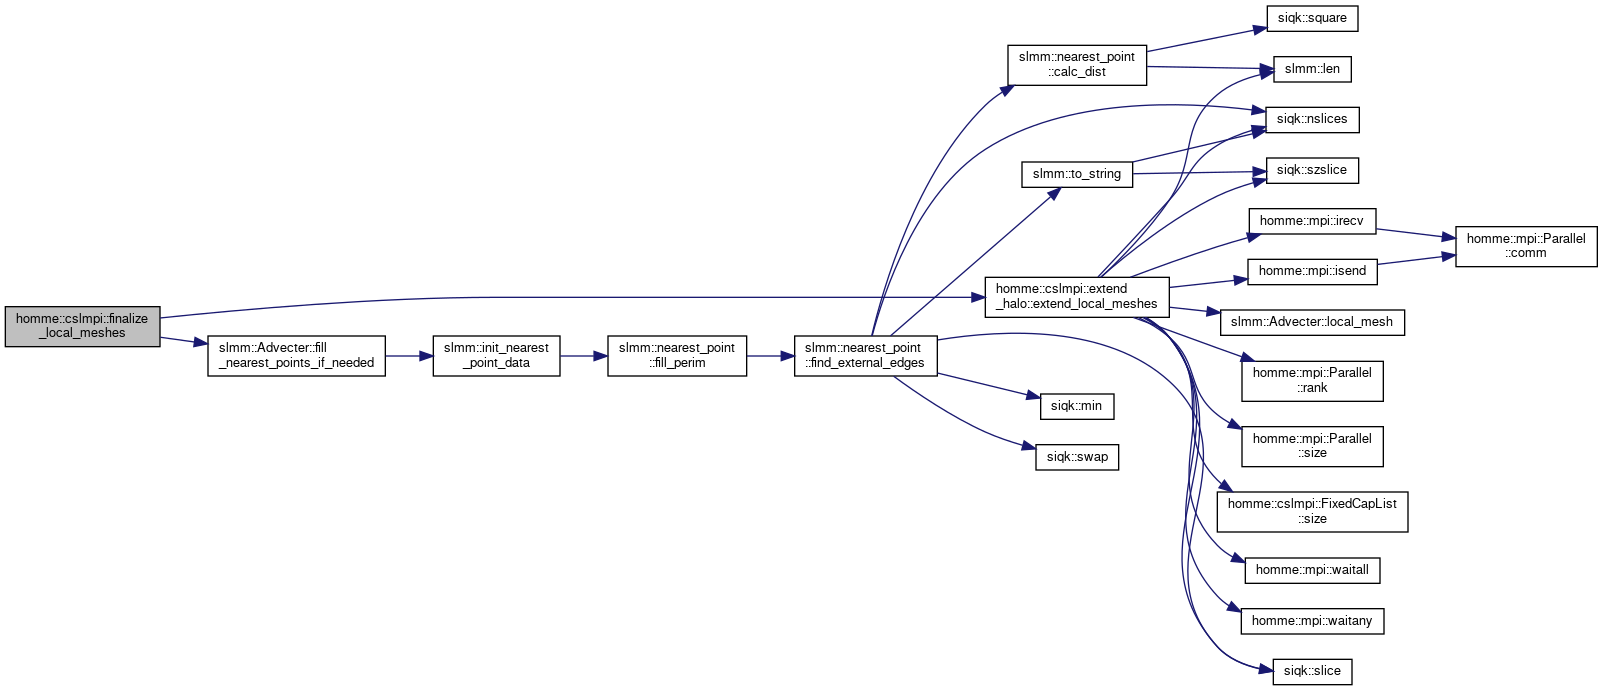 homme::cslmpi::finalize
_local_meshes
slmm::Advecter::fill
_nearest_points_if_needed
slmm::init_nearest
_point_data
slmm::nearest_point
::fill_perim
slmm::nearest_point
::find_external_edges
slmm::nearest_point
::calc_dist
slmm::to_string
homme::cslmpi::extend
_halo::extend_local_meshes
siqk::min
siqk::swap
siqk::square
slmm::len
siqk::nslices
siqk::szslice
homme::mpi::irecv
homme::mpi::isend
slmm::Advecter::local_mesh
homme::mpi::Parallel
::rank
homme::mpi::Parallel
::size
homme::cslmpi::FixedCapList
::size
homme::mpi::waitall
homme::mpi::waitany
siqk::slice
homme::mpi::Parallel
::comm